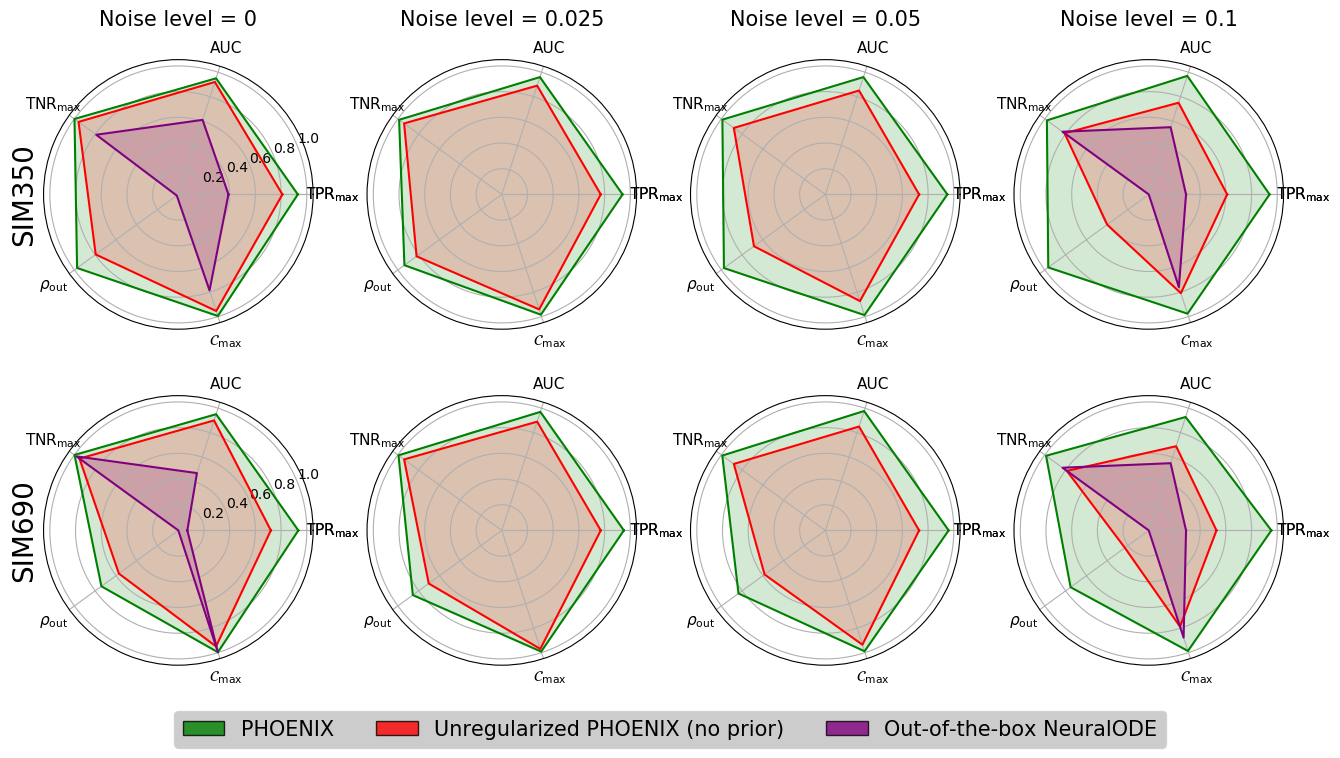 Noise level = 0 Noise level = 0.025 Noise level = 0.05 Noise level = 0.1
SIM350
AUC
TNRmax
1.0
0.8
0.6
0.4
0.2
TPRmax
ρout
𝒞max
AUC
TNRmax
TPRmax
ρout
𝒞max
AUC
TNRmax
TPRmax
ρout
𝒞max
AUC
TNRmax
TPRmax
ρout
𝒞max
SIM690
AUC
TNRmax
1.0
0.8
0.6
0.4
0.2
TPRmax
ρout
𝒞max
AUC
TNRmax
TPRmax
ρout
𝒞max
AUC
TNRmax
TPRmax
ρout
𝒞max
AUC
TNRmax
TPRmax
ρout
𝒞max
PHOENIX Unregularized PHOENIX (no prior) Out-of-the-box NeuralODE